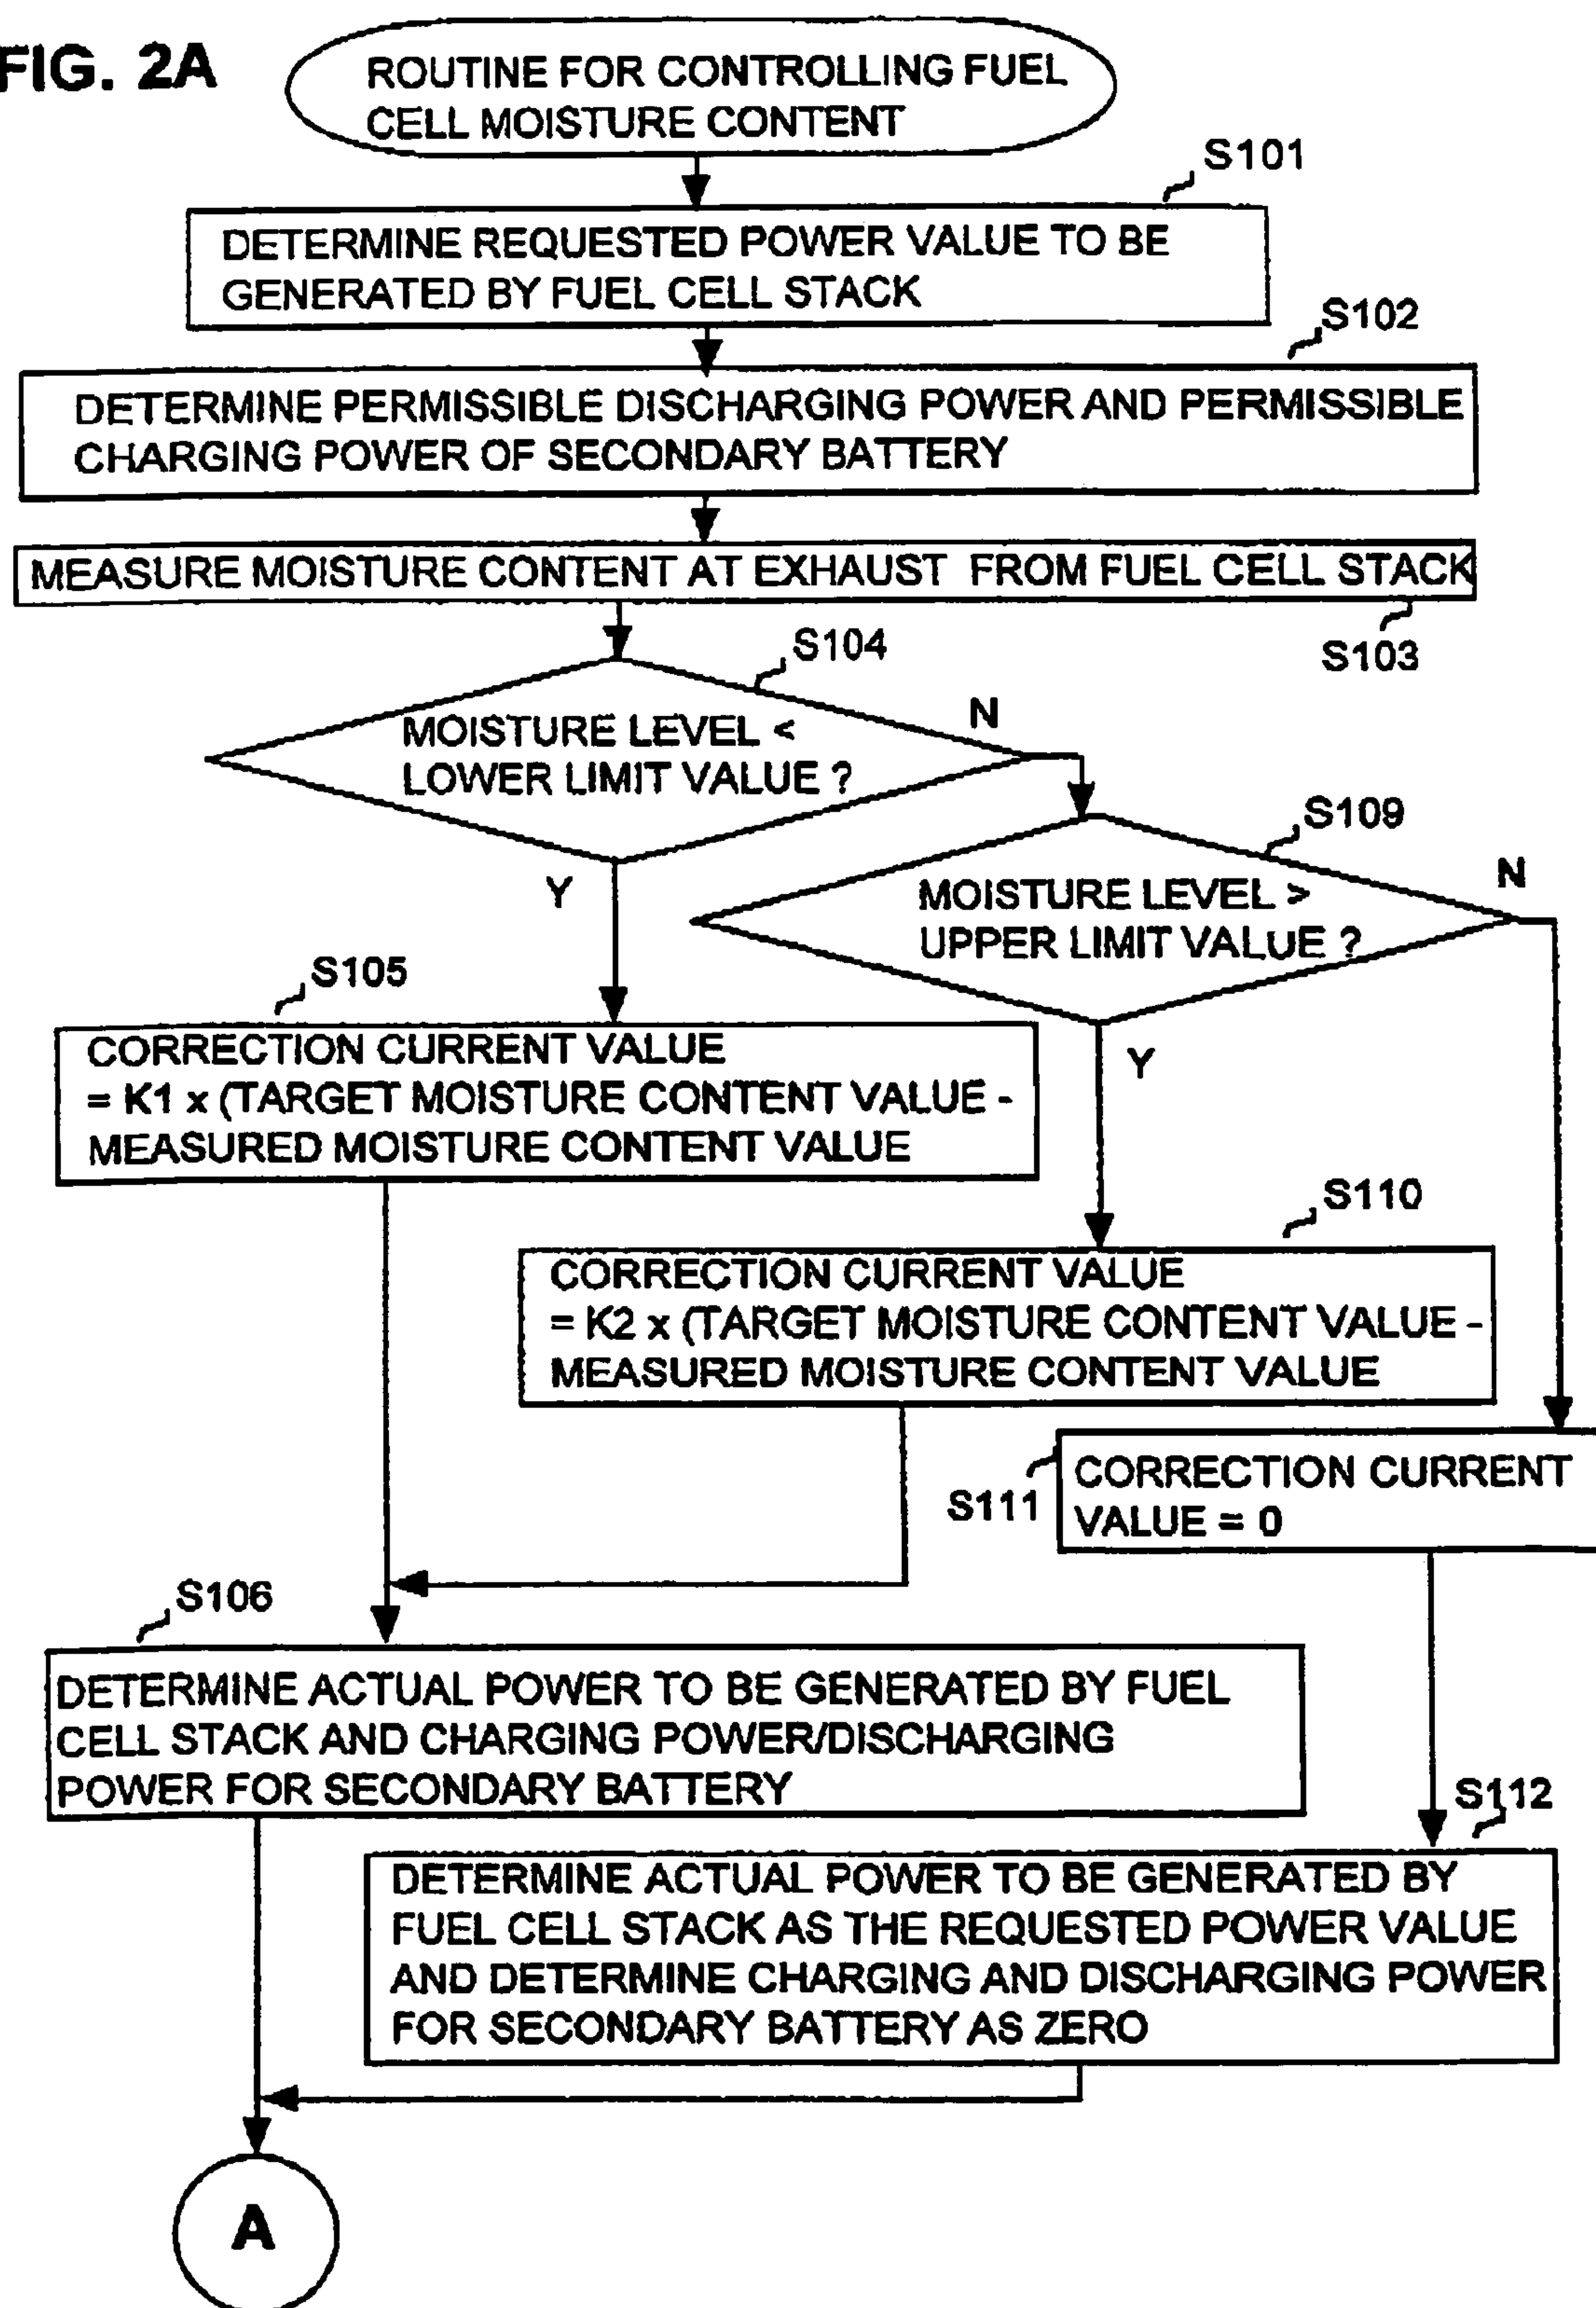 FIG. 2A
ROUTINE FOR CONTROLLING FUEL
CELL MOISTURE CONTENT
S101
DETERMINE REQUESTED POWER VALUE TO BE
GENERATED BY FUEL CELL STACK
S102
DETERMINE PERMISSIBLE DISCHARGING POWER AND PERMISSIBLE
CHARGING POWER OF SECONDARY BATTERY
MEASURE MOISTURE CONTENT AT EXHAUST FROM FUEL CELL STACK
S103
S104
MOISTURE LEVEL <
LOWER LIMIT VALUE ?
N
Y
S109
MOISTURE LEVEL >
UPPER LIMIT VALUE ?
N
Y
S105
CORRECTION CURRENT VALUE
= K1 x (TARGET MOISTURE CONTENT VALUE -
MEASURED MOISTURE CONTENT VALUE
S110
CORRECTION CURRENT VALUE
= K2 x (TARGET MOISTURE CONTENT VALUE -
MEASURED MOISTURE CONTENT VALUE
S111
CORRECTION CURRENT
VALUE = 0
S106
DETERMINE ACTUAL POWER TO BE GENERATED BY FUEL
CELL STACK AND CHARGING POWER/DISCHARGING
POWER FOR SECONDARY BATTERY
S112
DETERMINE ACTUAL POWER TO BE GENERATED BY
FUEL CELL STACK AS THE REQUESTED POWER VALUE
AND DETERMINE CHARGING AND DISCHARGING POWER
FOR SECONDARY BATTERY AS ZERO
A